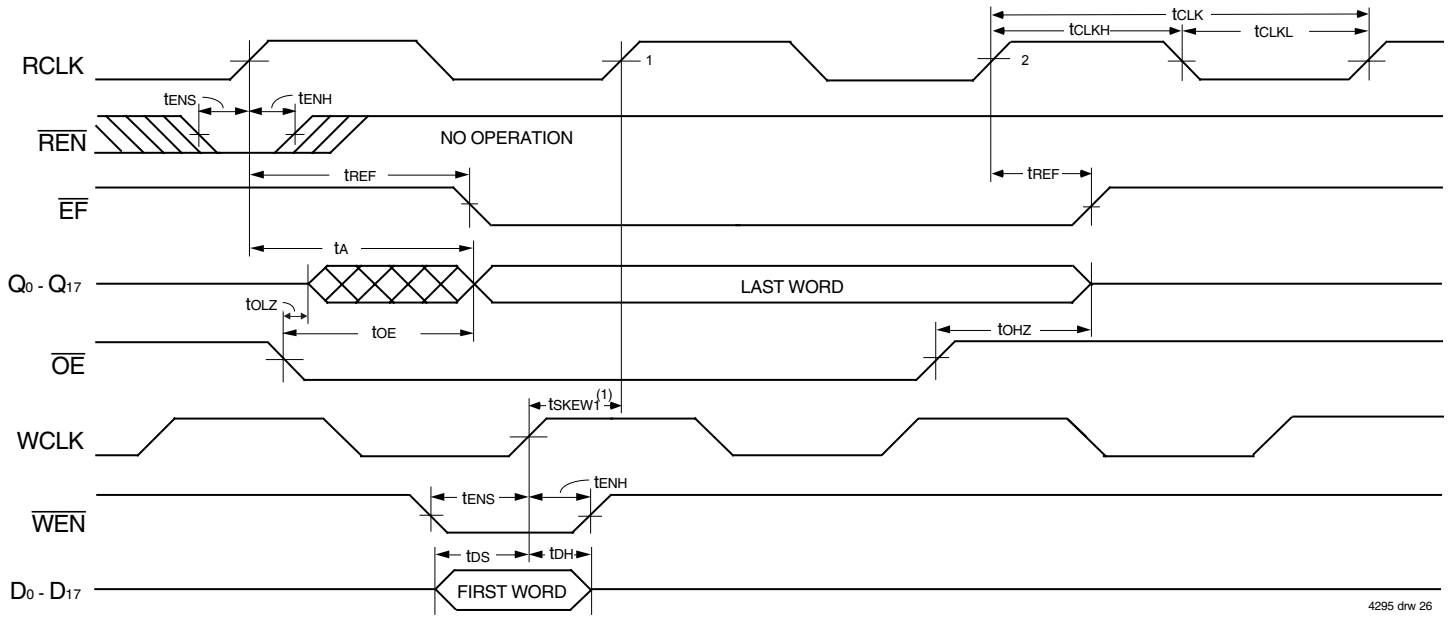 tCLK
tCLKH
tCLKL
RCLK
1
2
tENS
tENH
REN
NO OPERATION
tREF
tREF
EF
tA
Q0 - Q17
LAST WORD
tOLZ
tOE
tOHZ
OE
tSKEW1(1)
WCLK
tENS
tENH
WEN
tDS
tDH
D0 - D17
FIRST WORD
4295 drw 26